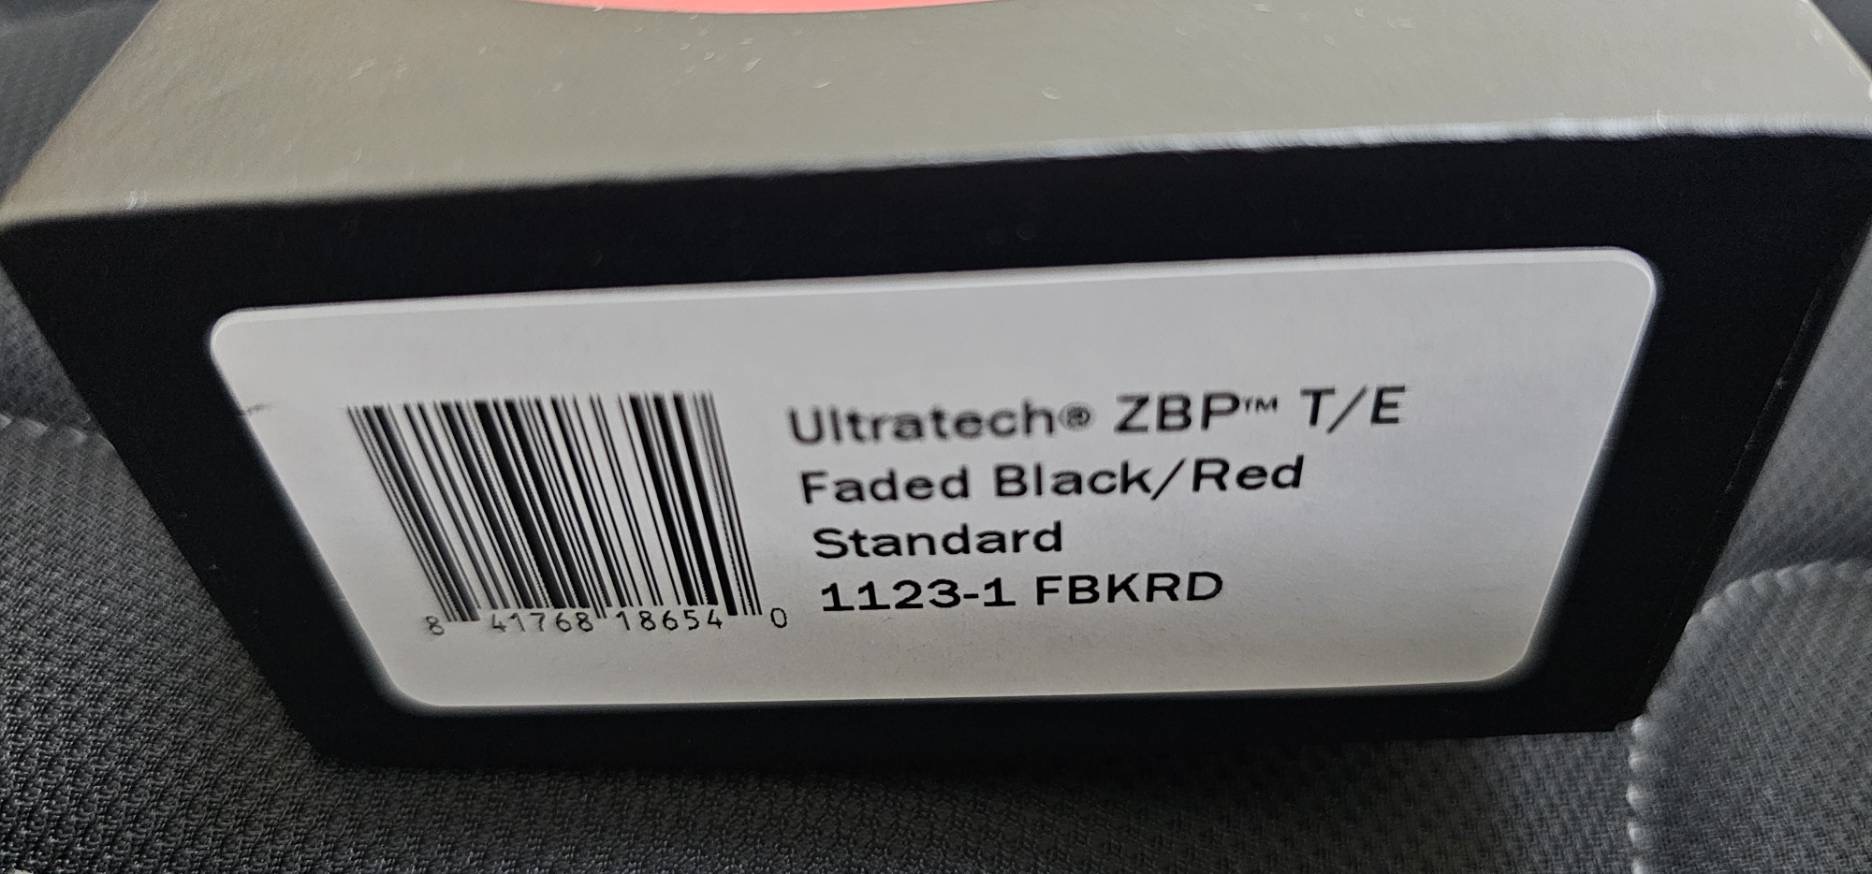 Ultratech® ZBP™ T/E
Faded Black/Red
Standard
1123-1 FBKRD
8 41768 18654 0